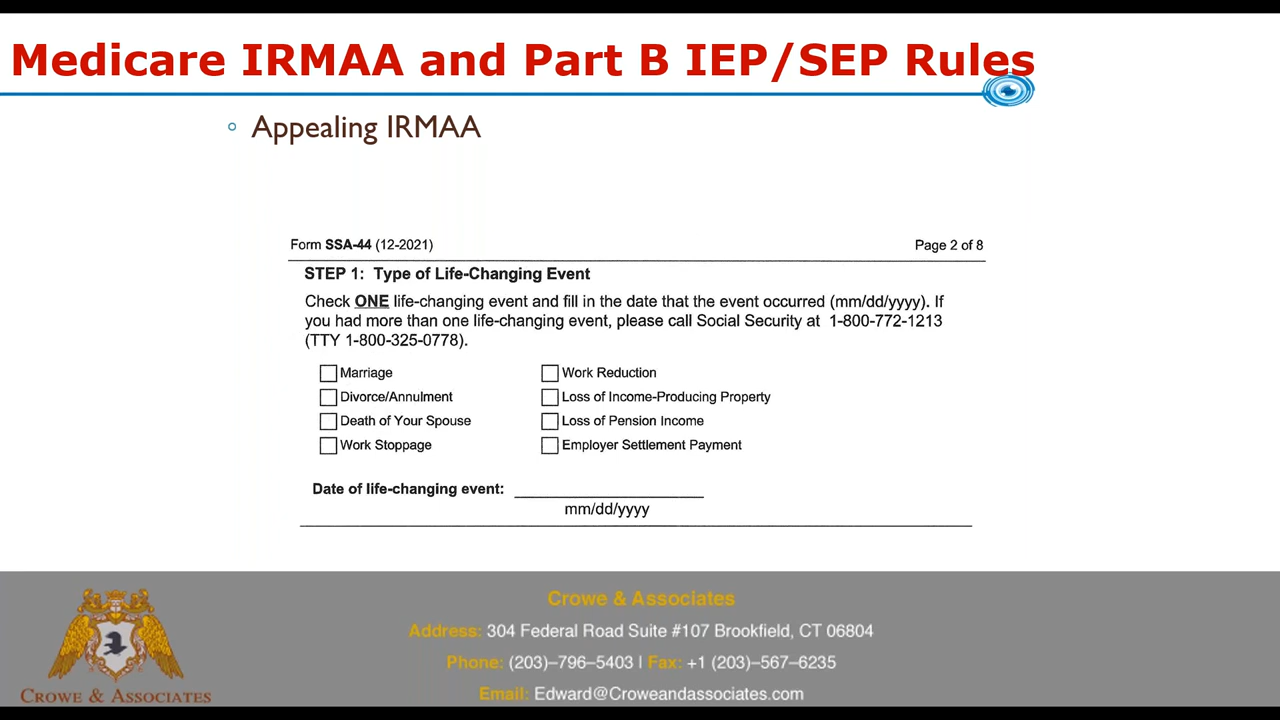 Medicare IRMAA and Part B IEP/SEP Rules
Appealing IRMAA
Form SSA-44 (12-2021) Page 2 of 8
STEP 1: Type of Life-Changing Event
Check ONE life-changing event and fill in the date that the event occurred (mm/dd/yyyy). If
you had more than one life-changing event, please call Social Security at 1-800-772-1213
(TTY 1-800-325-0778).
Marriage Work Reduction
Divorce/Annulment Loss of Income-Producing Property
Death of Your Spouse Loss of Pension Income
Work Stoppage Employer Settlement Payment
Date of life-changing event:
mm/dd/yyyy
Crowe & Associates
Address: 304 Federal Road Suite #107 Brookfield, CT 06804
Phone: (203)–796–5403 | Fax: +1 (203)–567–6235
Email: Edward@Croweandassociates.com
CROWE & ASSOCIATES